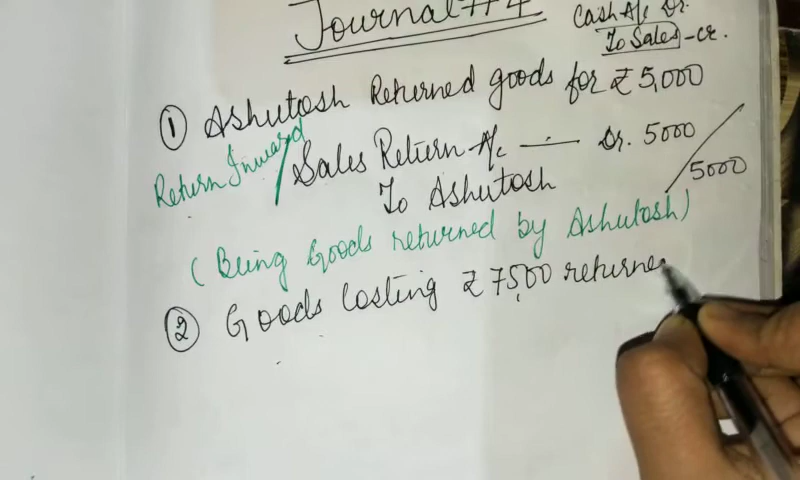 Journal #4
Cash A/c Dr.
To Sales - cr.
① Ashutosh Returned goods for ₹ 5,000
Return Inward / Sales Return A/c — Dr. 5000
To Ashutosh 5000
(Being Goods returned by Ashutosh)
② Goods Costing ₹ 7,500 returne